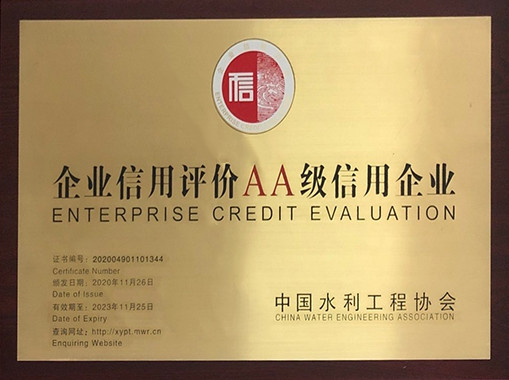 信
企业信用评价AA级信用企业
ENTERPRISE CREDIT EVALUATION
证书编号：202004901101344
Certificate Number
颁发日期：2020年11月26日
Date of Issue
有效期至：2023年11月25日
Date of Expiry
查询网址：http://xypt.mwr.cn
Enquiring Website
中国水利工程协会
CHINA WATER ENGINEERING ASSOCIATION